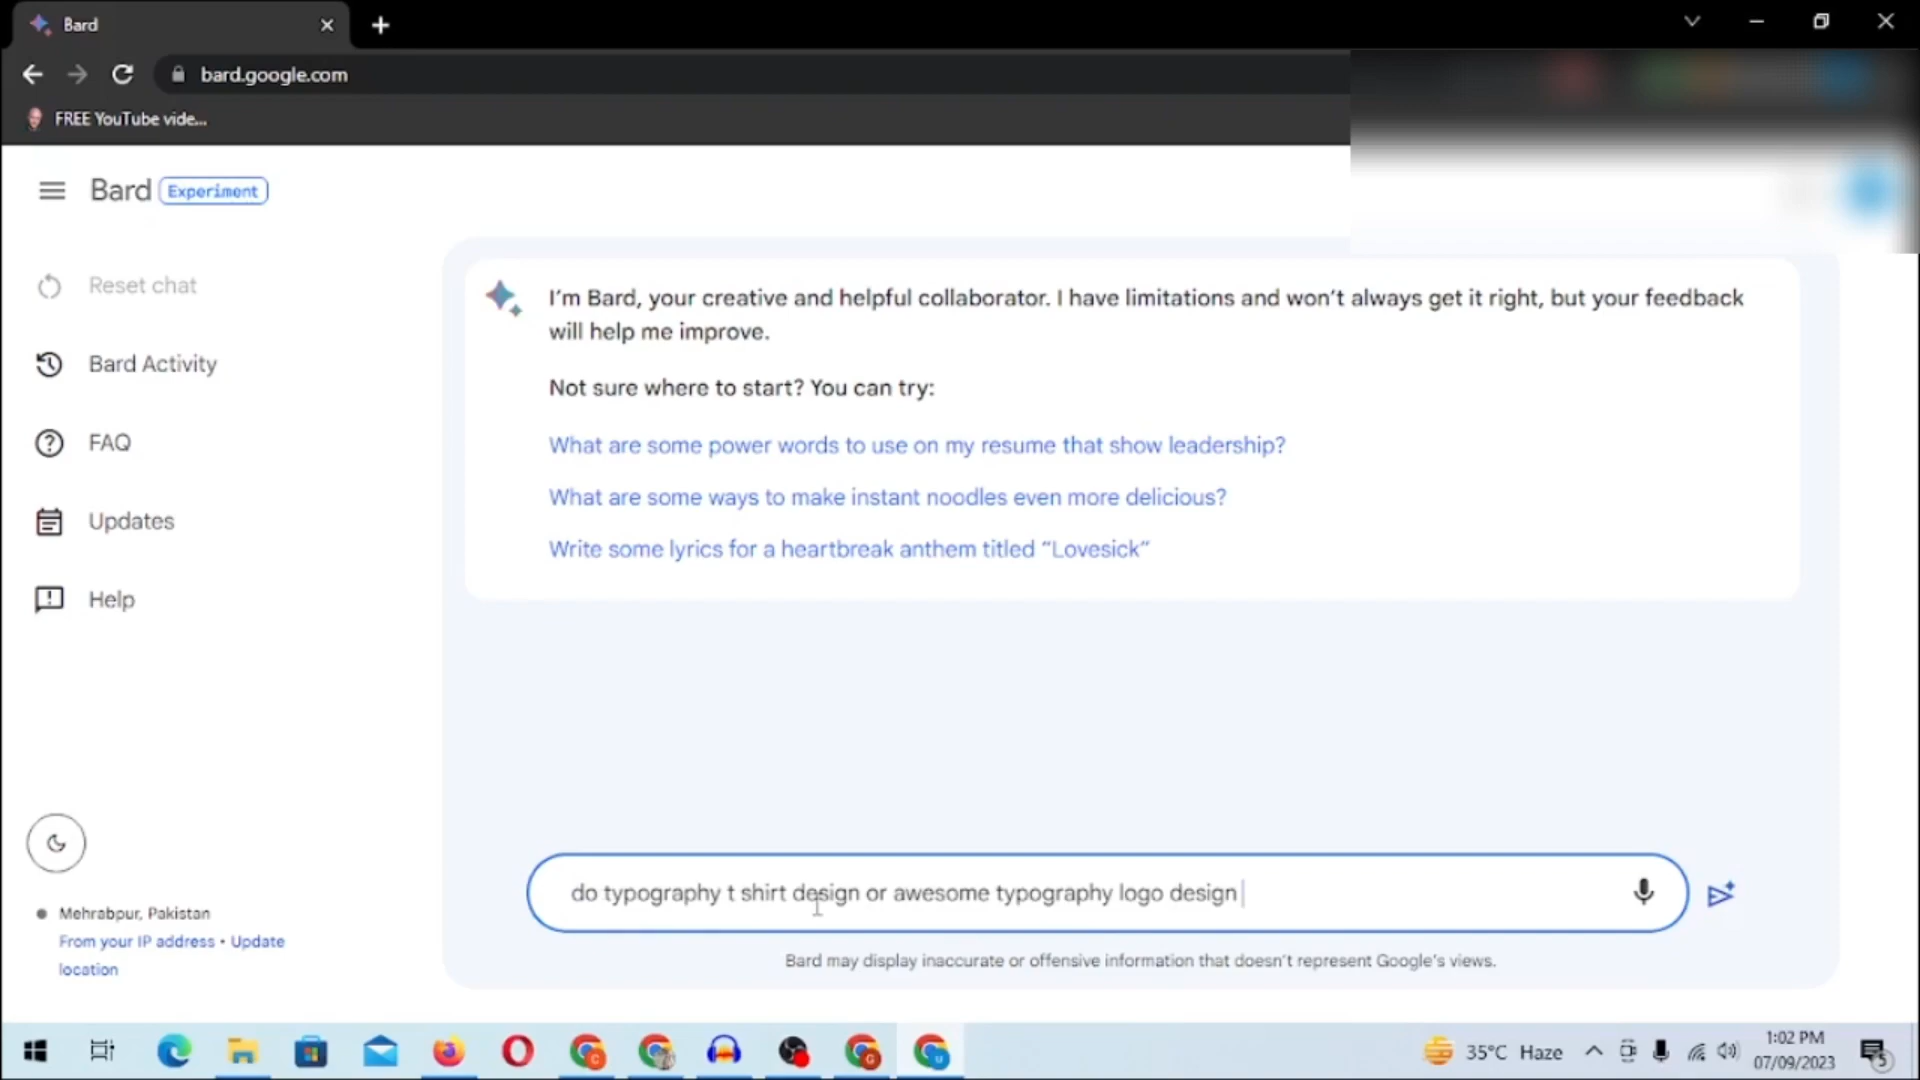 Bard
bard.google.com
FREE YouTube vide...
Bard Experiment
Reset chat
Bard Activity
FAQ
Updates
Help
I'm Bard, your creative and helpful collaborator. I have limitations and won't always get it right, but your feedback
will help me improve.
Not sure where to start? You can try:
What are some power words to use on my resume that show leadership?
What are some ways to make instant noodles even more delicious?
Write some lyrics for a heartbreak anthem titled “Lovesick”
do typography t shirt design or awesome typography logo design
Bard may display inaccurate or offensive information that doesn't represent Google's views.
Mehrabpur, Pakistan
From your IP address • Update
location
35°C Haze
1:02 PM
07/09/2023
5